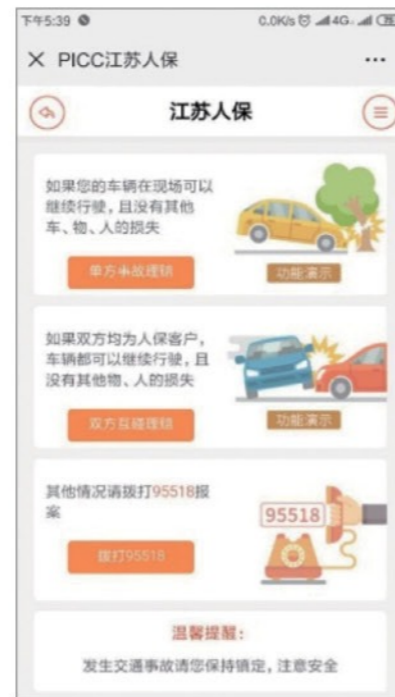 下午5:39
0.0K/s 4G
PICC江苏人保
江苏人保
如果您的车辆在现场可以
继续行驶，且没有其他
车、物、人的损失
单方事故理赔
功能演示
如果双方均为人保客户，
车辆都可以继续行驶，且
没有其他物、人的损失
双方互碰理赔
功能演示
其他情况请拨打95518报
案
95518
拨打95518
温馨提醒：
发生交通事故请您保持镇定，注意安全